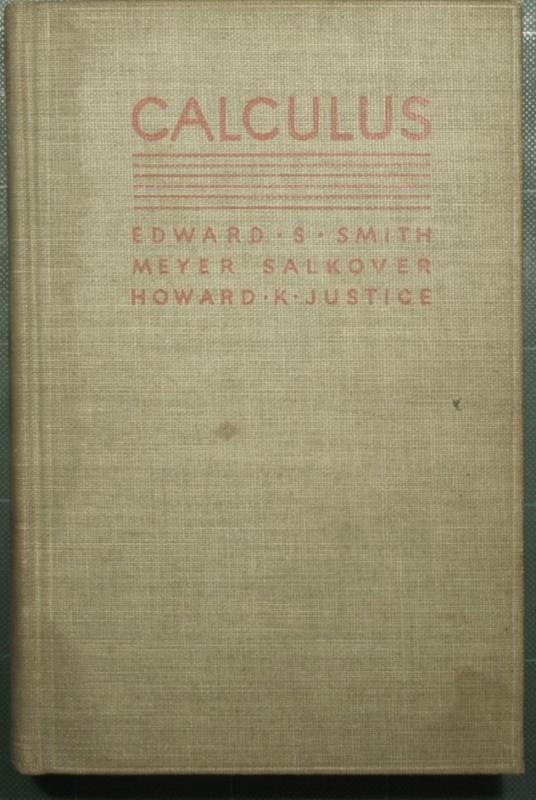 CALCULUS
EDWARD · S · SMITH
MEYER SALKOVER
HOWARD · K · JUSTICE